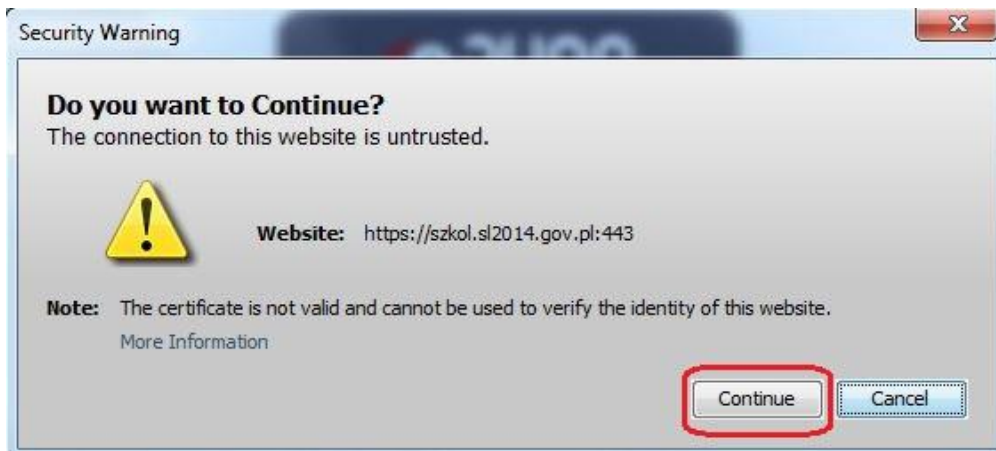 Security Warning
Do you want to Continue?
The connection to this website is untrusted.
Website: https://szkol.sl2014.gov.pl:443
Note: The certificate is not valid and cannot be used to verify the identity of this website.
More Information
Continue Cancel